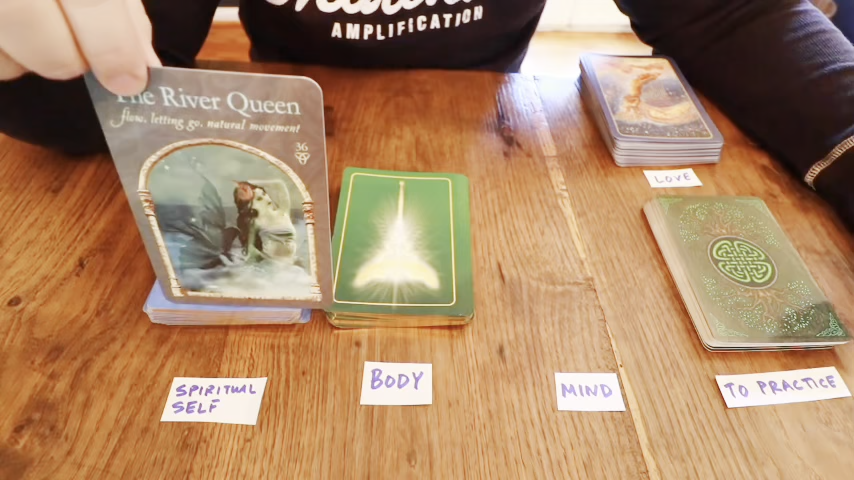 AMPLIFICATION
The River Queen
flow, letting go, natural movement
36
LOVE
SPIRITUAL
SELF
BODY
MIND
TO PRACTICE